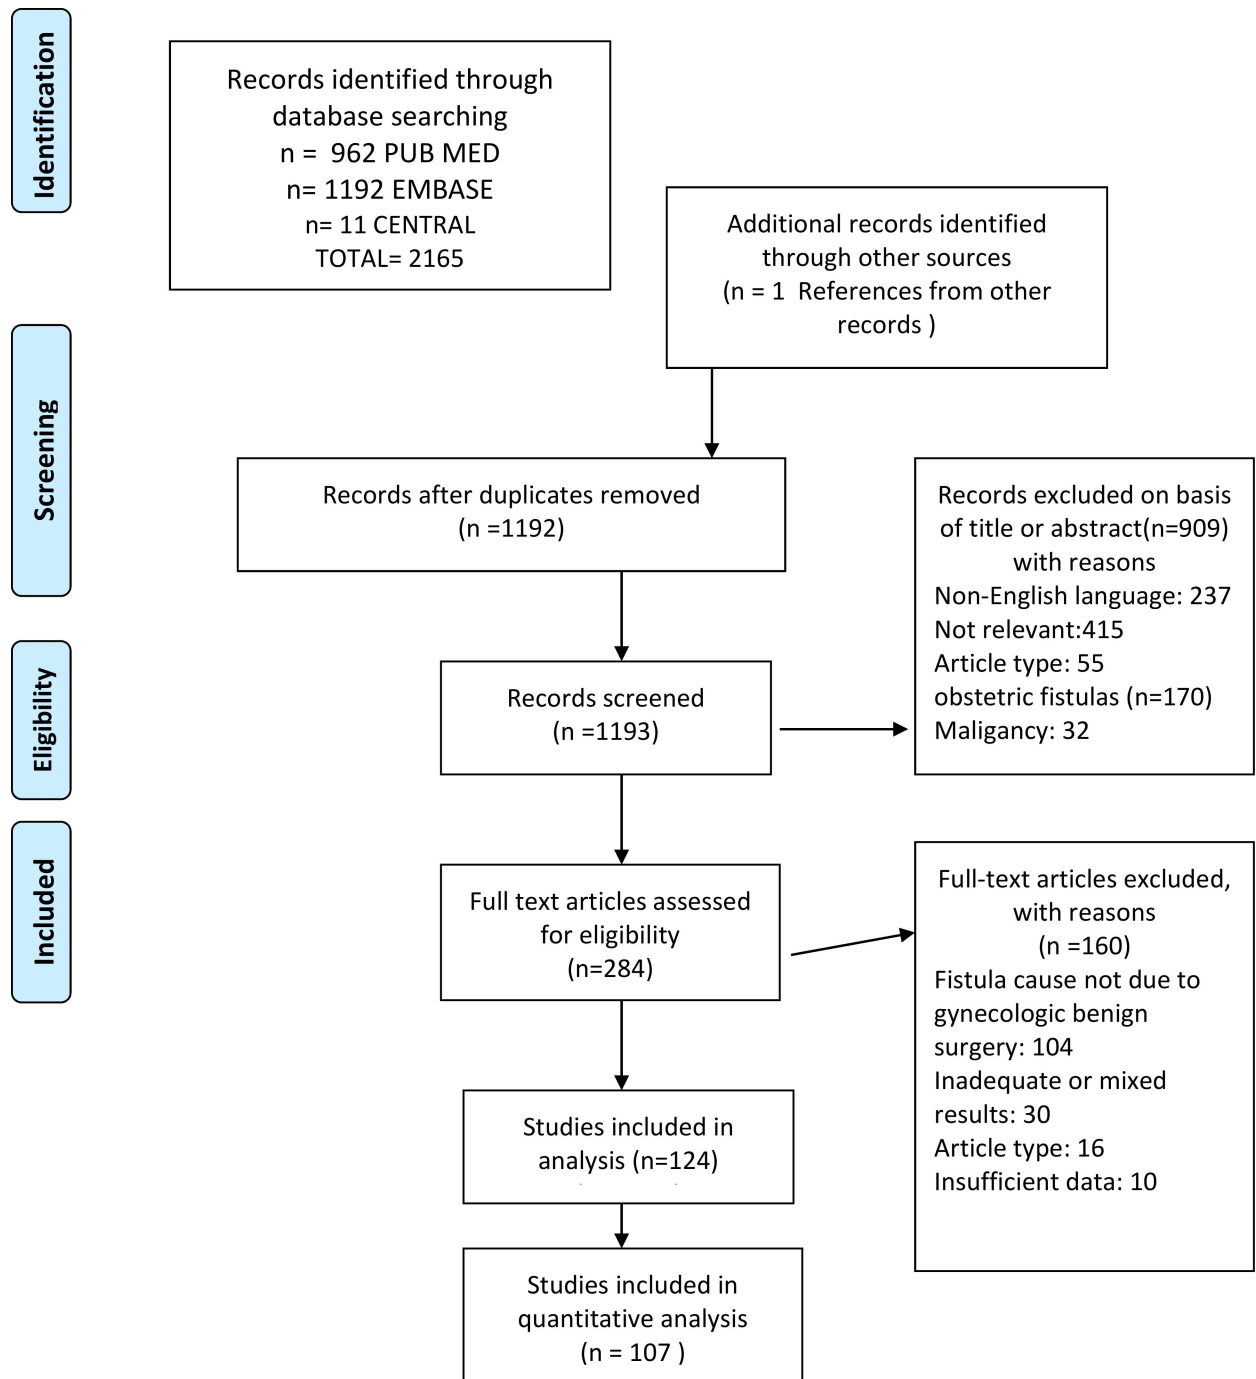 Identification
Records identified through
database searching
n = 962 PUB MED
n= 1192 EMBASE
n= 11 CENTRAL
TOTAL= 2165
Additional records identified
through other sources
(n = 1 References from other
records )
Screening
Records after duplicates removed
(n =1192)
Records excluded on basis
of title or abstract(n=909)
with reasons
Non-English language: 237
Not relevant:415
Article type: 55
obstetric fistulas (n=170)
Maligancy: 32
Eligibility
Records screened
(n =1193)
Included
Full text articles assessed
for eligibility
(n=284)
Full-text articles excluded,
with reasons
(n =160)
Fistula cause not due to
gynecologic benign
surgery: 104
Inadequate or mixed
results: 30
Article type: 16
Insufficient data: 10
Studies included in
analysis (n=124)
Studies included in
quantitative analysis
(n = 107 )